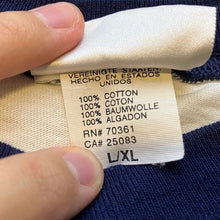 VEREINIGTE STAATEN
HECHO EN ESTADOS
UNIDOS
100% COTTON
100% COTON
100% BAUMWOLLE
100% ALGADON
RN# 70361
CA# 25083
L/XL